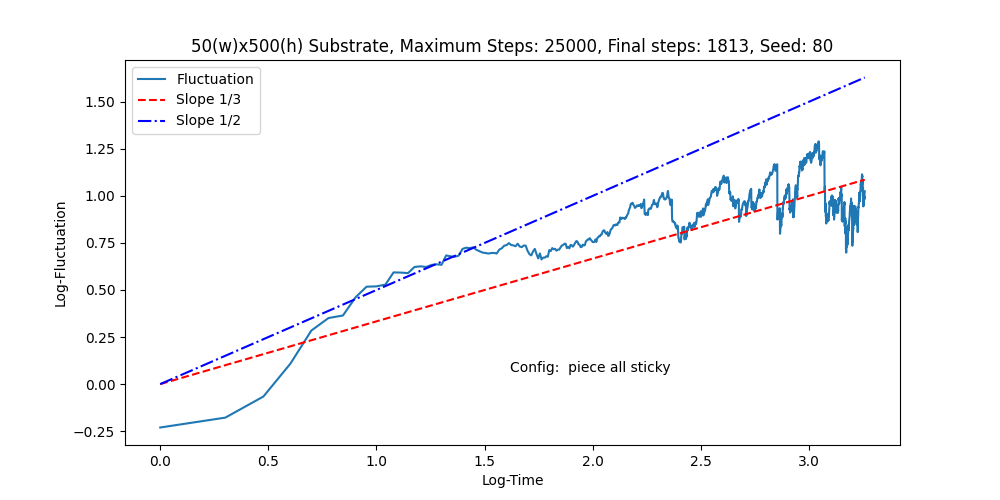 50(w)x500(h) Substrate, Maximum Steps: 25000, Final steps: 1813, Seed: 80
Fluctuation
Slope 1/3
Slope 1/2
1.50
1.25
1.00
0.75
0.50
0.25
0.00
−0.25
Log-Fluctuation
Config:  piece all sticky
0.0 0.5 1.0 1.5 2.0 2.5 3.0
Log-Time